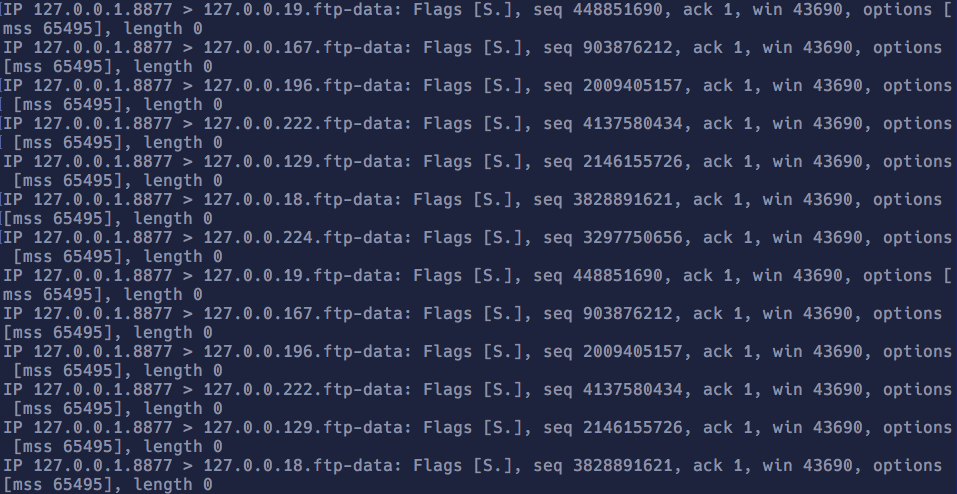 IP 127.0.0.1.8877 > 127.0.0.19.ftp-data: Flags [S.], seq 448851690, ack 1, win 43690, options [
mss 65495], length 0
IP 127.0.0.1.8877 > 127.0.0.167.ftp-data: Flags [S.], seq 903876212, ack 1, win 43690, options
[mss 65495], length 0
IP 127.0.0.1.8877 > 127.0.0.196.ftp-data: Flags [S.], seq 2009405157, ack 1, win 43690, options
[mss 65495], length 0
IP 127.0.0.1.8877 > 127.0.0.222.ftp-data: Flags [S.], seq 4137580434, ack 1, win 43690, options
[mss 65495], length 0
IP 127.0.0.1.8877 > 127.0.0.129.ftp-data: Flags [S.], seq 2146155726, ack 1, win 43690, options
[mss 65495], length 0
IP 127.0.0.1.8877 > 127.0.0.18.ftp-data: Flags [S.], seq 3828891621, ack 1, win 43690, options
[mss 65495], length 0
IP 127.0.0.1.8877 > 127.0.0.224.ftp-data: Flags [S.], seq 3297750656, ack 1, win 43690, options
[mss 65495], length 0
IP 127.0.0.1.8877 > 127.0.0.19.ftp-data: Flags [S.], seq 448851690, ack 1, win 43690, options [
mss 65495], length 0
IP 127.0.0.1.8877 > 127.0.0.167.ftp-data: Flags [S.], seq 903876212, ack 1, win 43690, options
[mss 65495], length 0
IP 127.0.0.1.8877 > 127.0.0.196.ftp-data: Flags [S.], seq 2009405157, ack 1, win 43690, options
[mss 65495], length 0
IP 127.0.0.1.8877 > 127.0.0.222.ftp-data: Flags [S.], seq 4137580434, ack 1, win 43690, options
[mss 65495], length 0
IP 127.0.0.1.8877 > 127.0.0.129.ftp-data: Flags [S.], seq 2146155726, ack 1, win 43690, options
[mss 65495], length 0
IP 127.0.0.1.8877 > 127.0.0.18.ftp-data: Flags [S.], seq 3828891621, ack 1, win 43690, options
[mss 65495], length 0